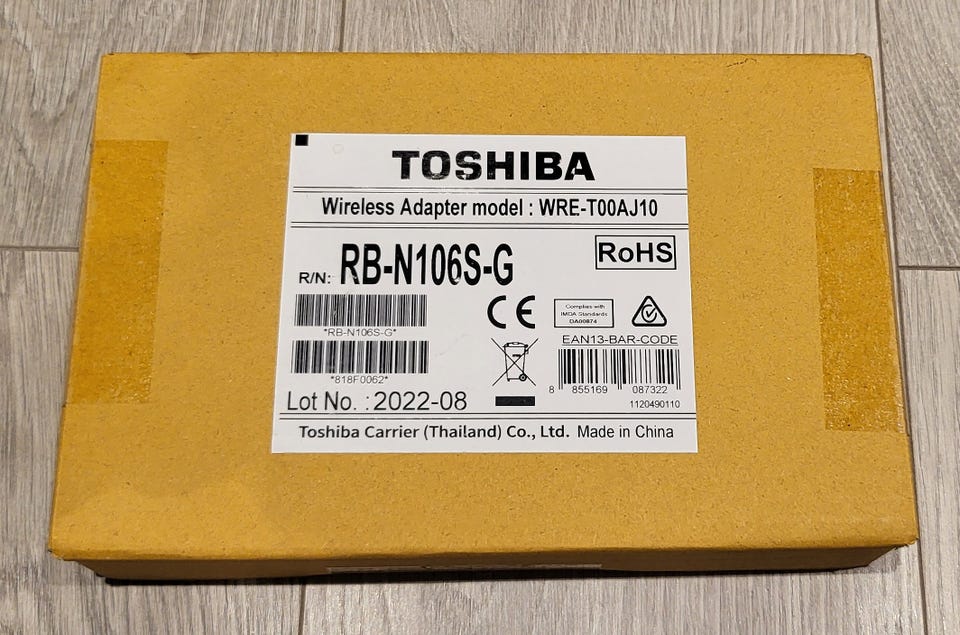 TOSHIBA
Wireless Adapter model : WRE-T00AJ10
R/N: RB-N106S-G
RoHS
*RB-N106S-G*
CE
Complies with
IMDA Standards
DA00874
*818F0062*
EAN13-BAR-CODE
8 855169 087322
Lot No. : 2022-08
1120490110
Toshiba Carrier (Thailand) Co., Ltd. Made in China